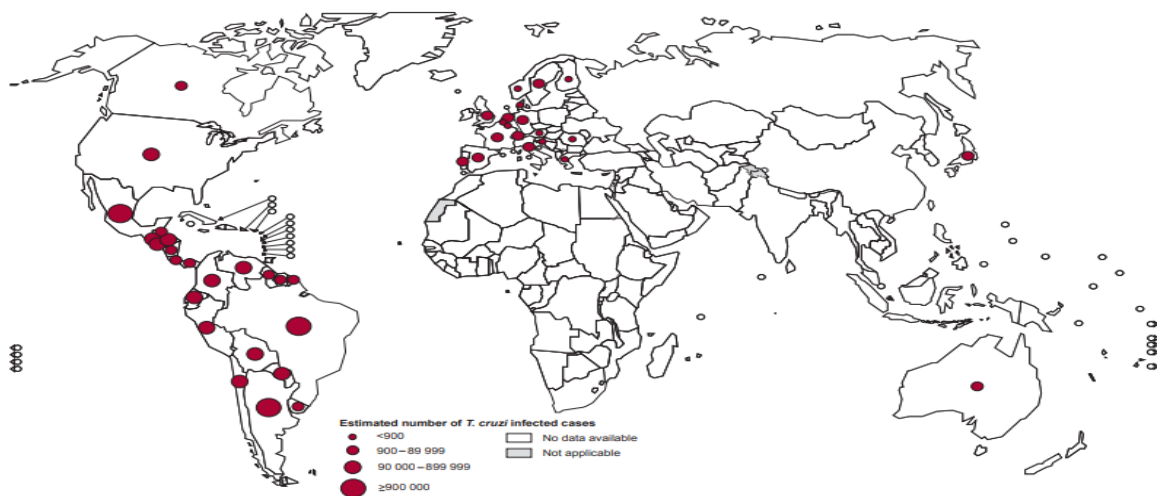 Estimated number of T. cruzi infected cases
<900
900–89 999
90 000–899 999
≥900 000
No data available
Not applicable